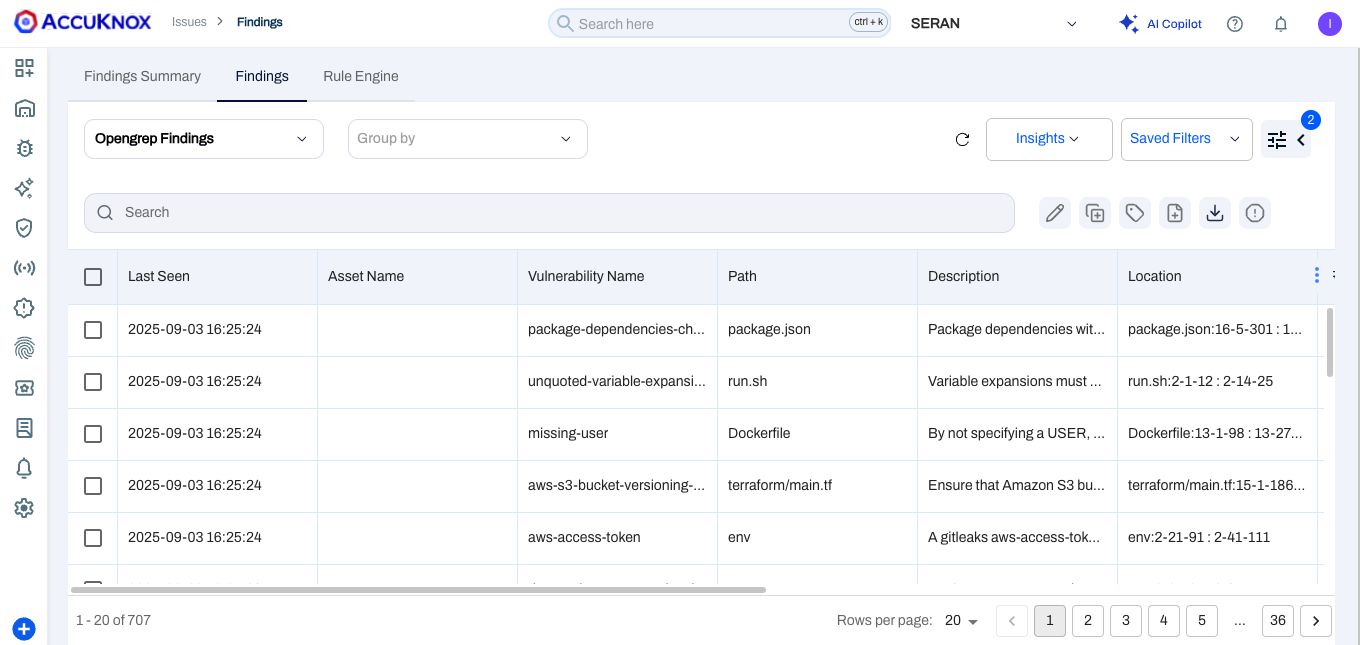 ACCUKNOX Issues > Findings Search here ctrl + k SERAN AI Copilot I
Findings Summary Findings Rule Engine
Opengrep Findings Group by Insights Saved Filters 2
Search
Last Seen Asset Name Vulnerability Name Path Description Location
2025-09-03 16:25:24 package-dependencies-ch... package.json Package dependencies wit... package.json:16-5-301 : 1...
2025-09-03 16:25:24 unquoted-variable-expansi... run.sh Variable expansions must ... run.sh:2-1-12 : 2-14-25
2025-09-03 16:25:24 missing-user Dockerfile By not specifying a USER, ... Dockerfile:13-1-98 : 13-27...
2025-09-03 16:25:24 aws-s3-bucket-versioning-... terraform/main.tf Ensure that Amazon S3 bu... terraform/main.tf:15-1-186...
2025-09-03 16:25:24 aws-access-token env A gitleaks aws-access-tok... env:2-21-91 : 2-41-111
1 - 20 of 707 Rows per page: 20 1 2 3 4 5 ... 36